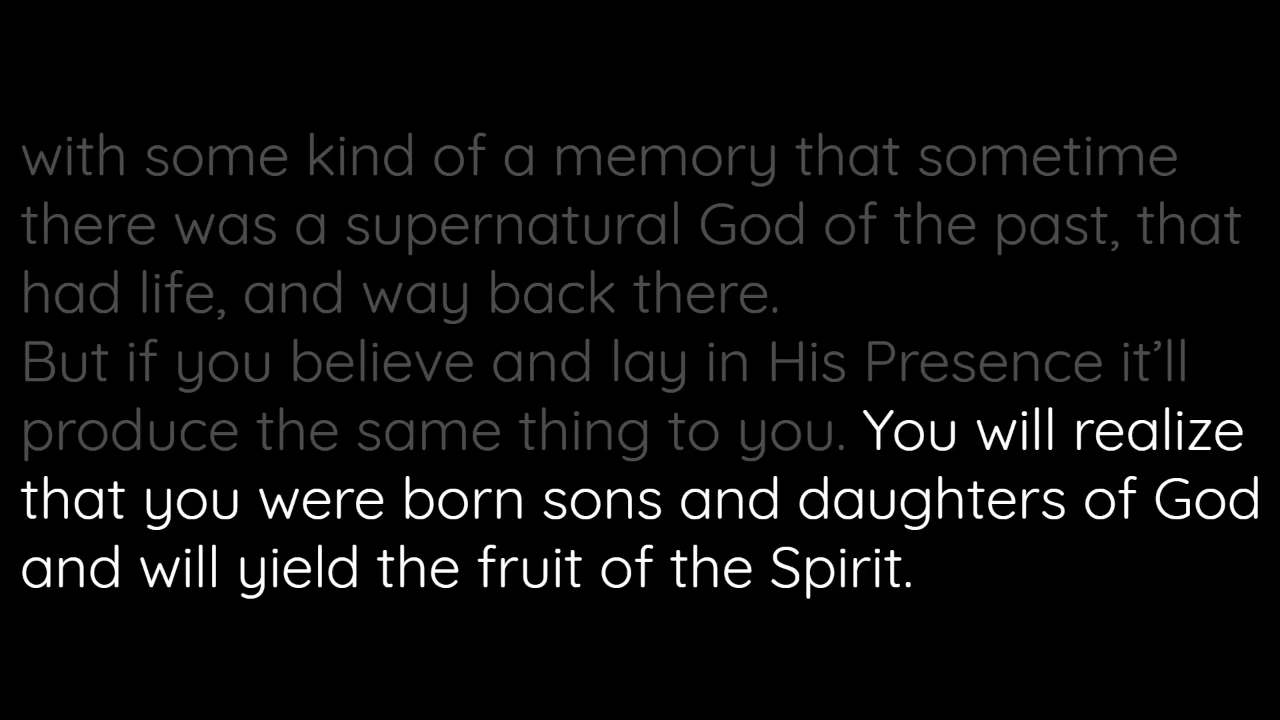 with some kind of a memory that sometime
there was a supernatural God of the past, that
had life, and way back there.
But if you believe and lay in His Presence it’ll
produce the same thing to you. You will realize
that you were born sons and daughters of God
and will yield the fruit of the Spirit.